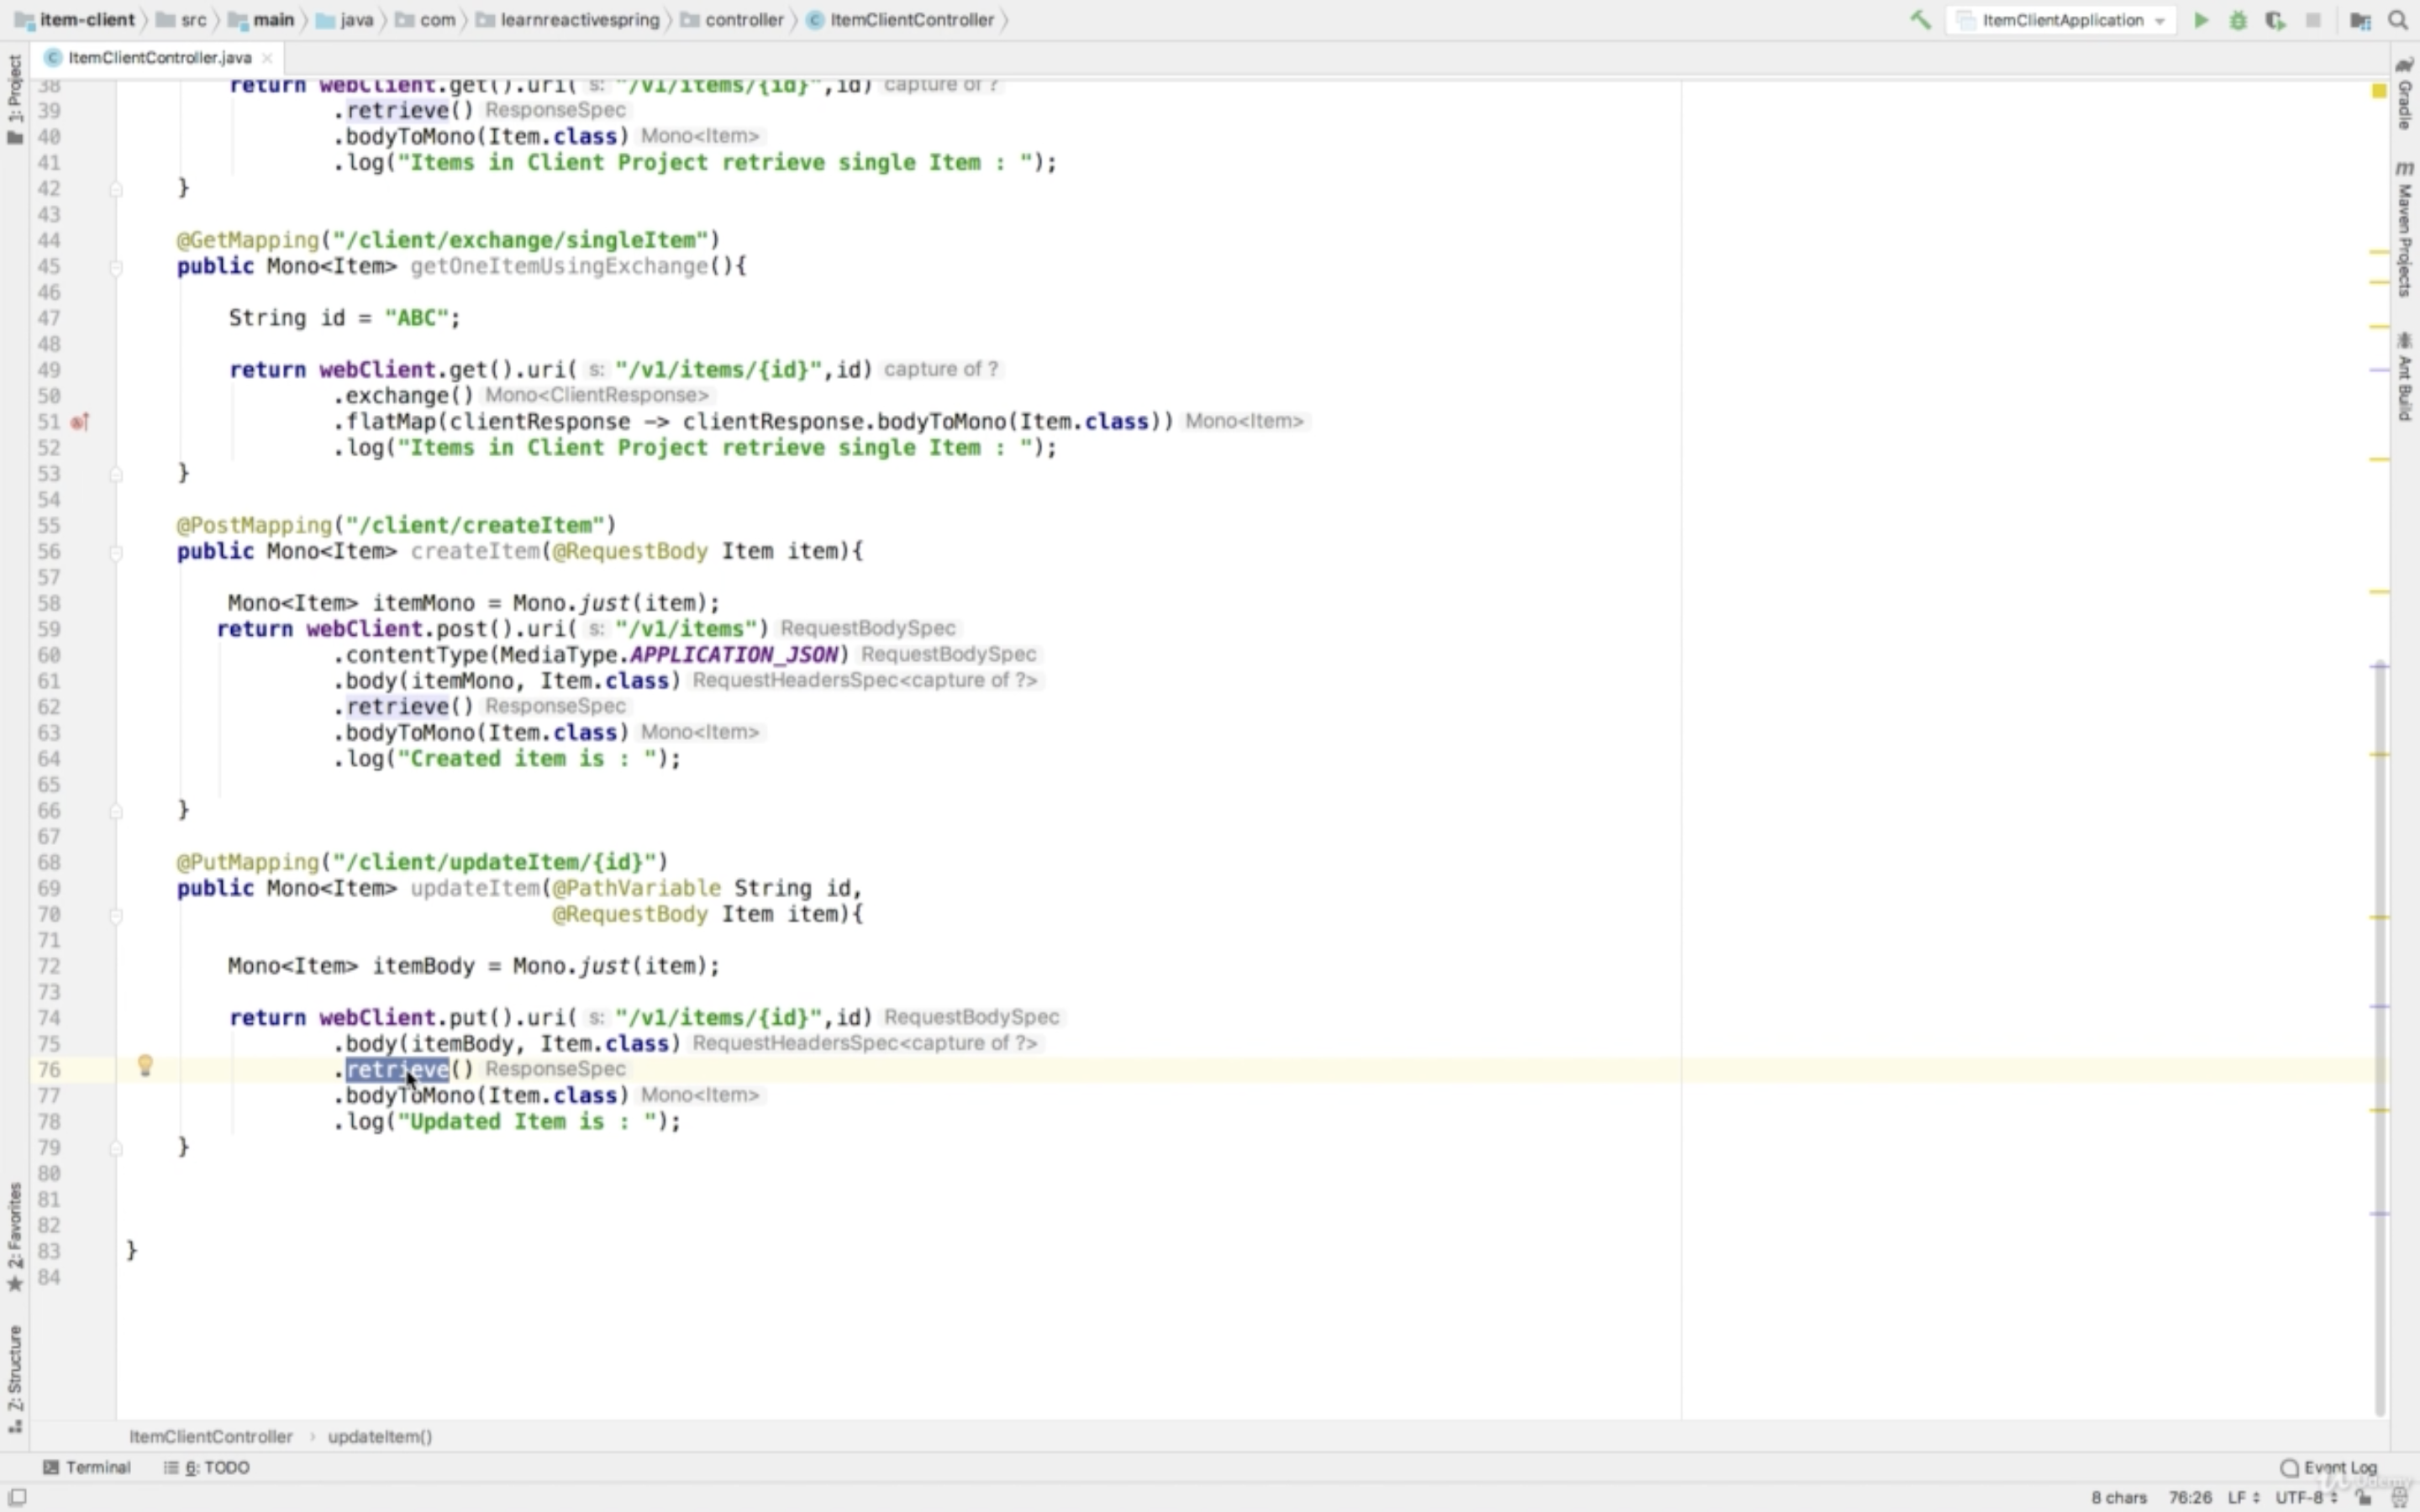 item-client src main java com learnreactivespring controller ItemClientController ItemClientApplication
ItemClientController.java
1: Project
Gradle
Maven Projects
Ant Build
38 return webClient.get().uri( s: "/v1/items/{id}",id) capture of ?
39 .retrieve() ResponseSpec
40 .bodyToMono(Item.class) Mono<Item>
41 .log("Items in Client Project retrieve single Item : ");
42 }
43
44 @GetMapping("/client/exchange/singleItem")
45 public Mono<Item> getOneItemUsingExchange(){
46
47 String id = "ABC";
48
49 return webClient.get().uri( s: "/v1/items/{id}",id) capture of ?
50 .exchange() Mono<ClientResponse>
51 .flatMap(clientResponse -> clientResponse.bodyToMono(Item.class)) Mono<Item>
52 .log("Items in Client Project retrieve single Item : ");
53 }
54
55 @PostMapping("/client/createItem")
56 public Mono<Item> createItem(@RequestBody Item item){
57
58 Mono<Item> itemMono = Mono.just(item);
59 return webClient.post().uri( s: "/v1/items") RequestBodySpec
60 .contentType(MediaType.APPLICATION_JSON) RequestBodySpec
61 .body(itemMono, Item.class) RequestHeadersSpec<capture of ?>
62 .retrieve() ResponseSpec
63 .bodyToMono(Item.class) Mono<Item>
64 .log("Created item is : ");
65
66 }
67
68 @PutMapping("/client/updateItem/{id}")
69 public Mono<Item> updateItem(@PathVariable String id,
70 @RequestBody Item item){
71
72 Mono<Item> itemBody = Mono.just(item);
73
74 return webClient.put().uri( s: "/v1/items/{id}",id) RequestBodySpec
75 .body(itemBody, Item.class) RequestHeadersSpec<capture of ?>
76 .retrieve() ResponseSpec
77 .bodyToMono(Item.class) Mono<Item>
78 .log("Updated Item is : ");
79 }
80
81
82
83 }
84
2: Favorites
Z: Structure
ItemClientController › updateItem()
Terminal 6: TODO Event Log
8 chars 76:26 LF UTF-8